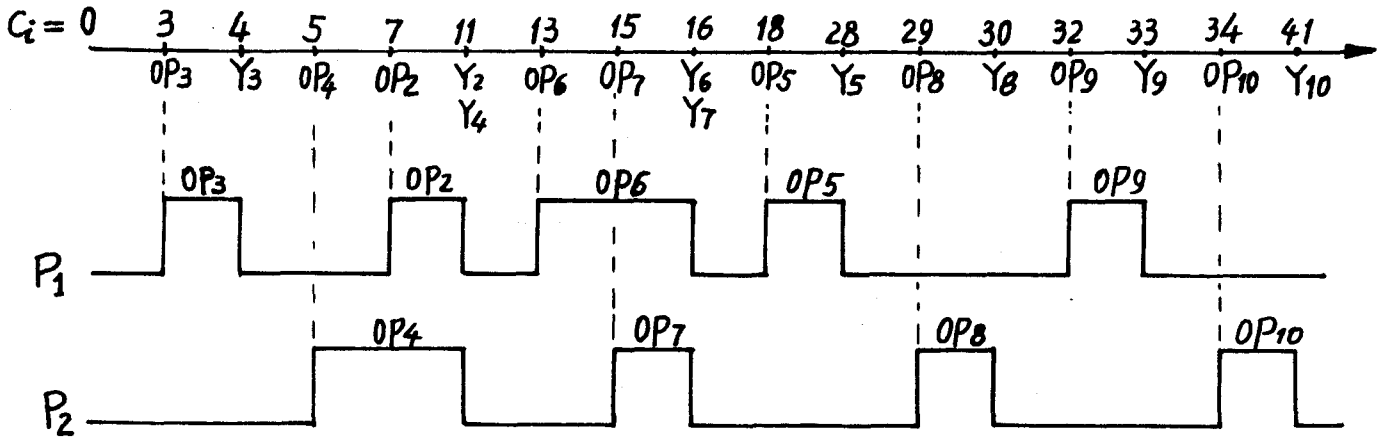 Ci = 0 3 4 5 7 11 13 15 16 18 28 29 30 32 33 34 41
OP3 Y3 OP4 OP2 Y2 OP6 OP7 Y6 OP5 Y5 OP8 Y8 OP9 Y9 OP10 Y10
Y4 Y7
OP3 OP2 OP6 OP5 OP9
P1
OP4 OP7 OP8 OP10
P2